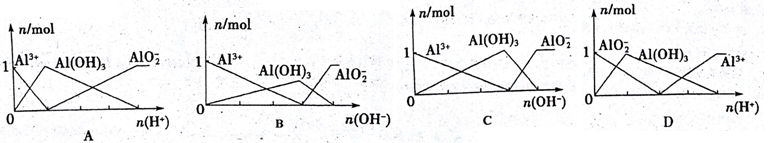 n/mol
1
Al³⁺
Al(OH)₃
AlO₂⁻
0
n(H⁺)
A
n/mol
1
Al³⁺
Al(OH)₃
AlO₂⁻
0
n(OH⁻)
B
n/mol
1
Al³⁺
Al(OH)₃
AlO₂⁻
0
n(OH⁻)
C
n/mol
1
AlO₂⁻
Al(OH)₃
Al³⁺
0
n(H⁺)
D